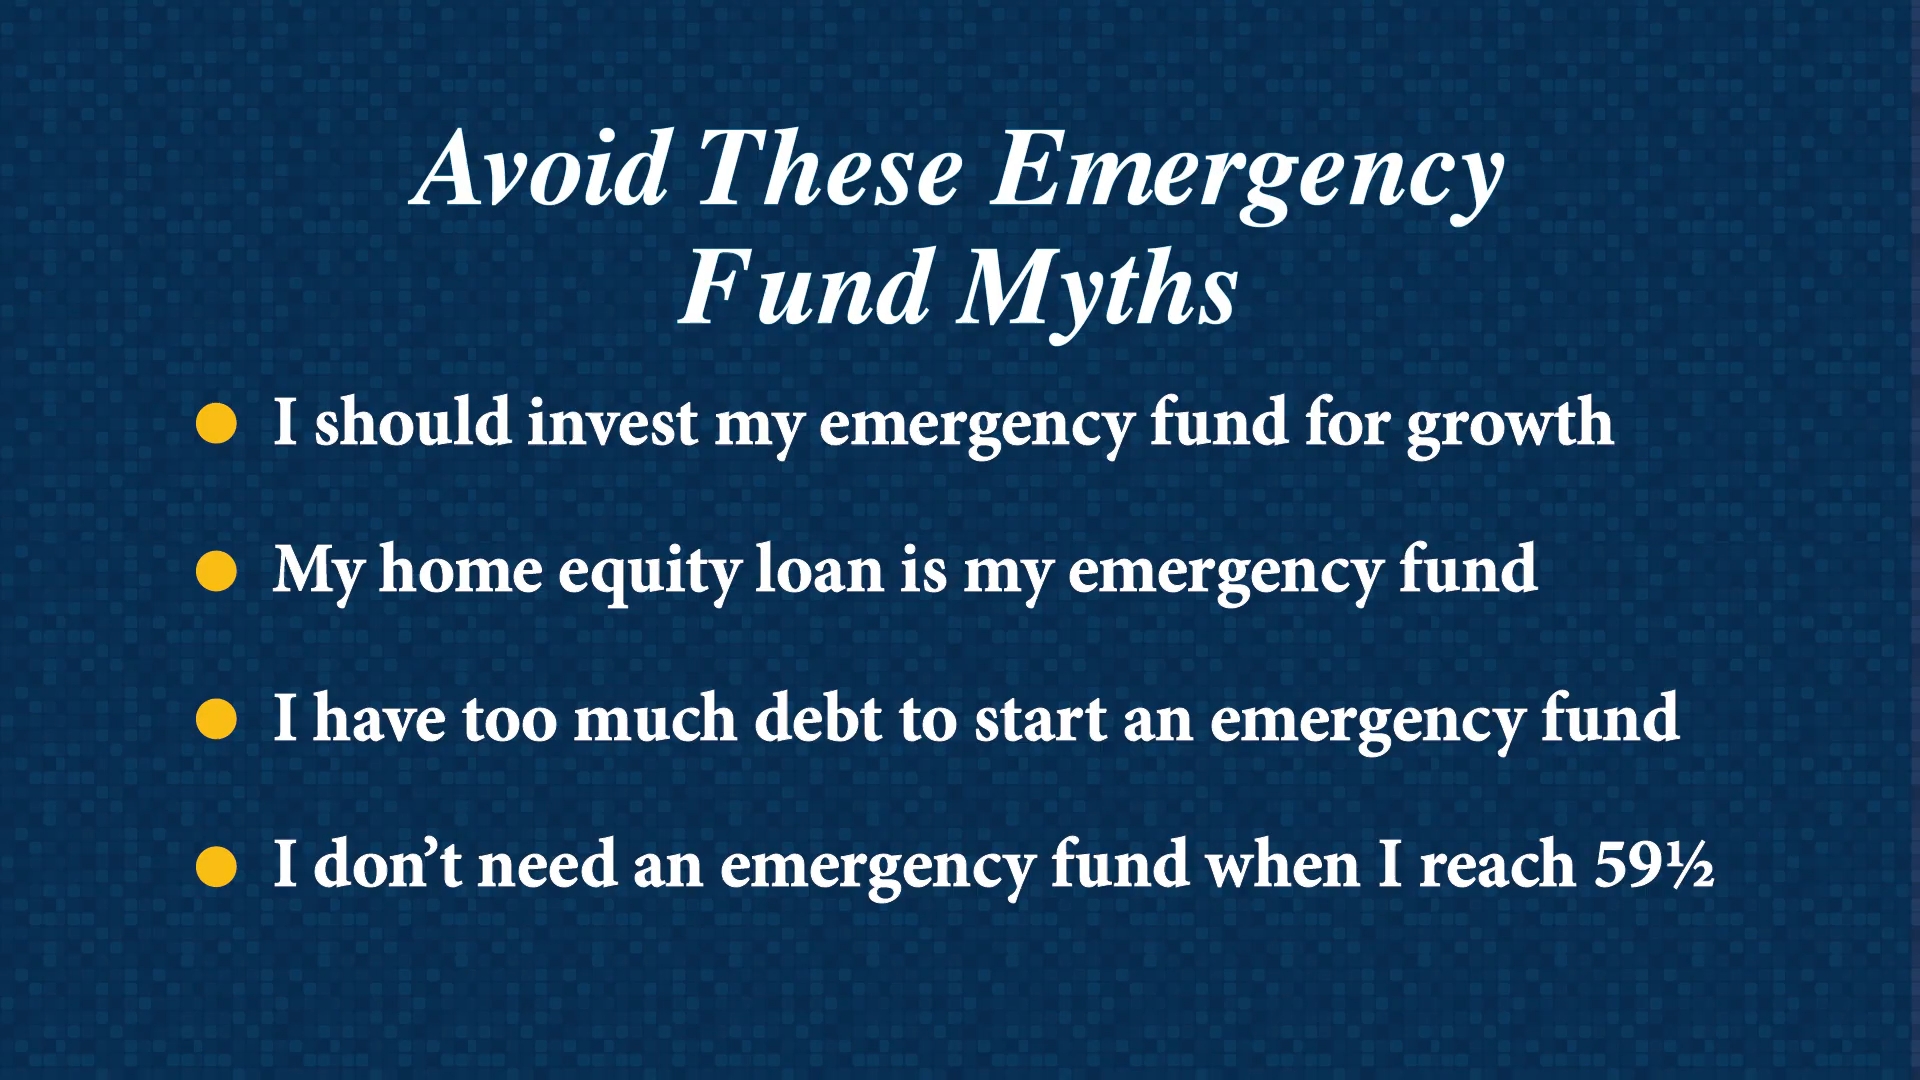 Avoid These Emergency
Fund Myths
I should invest my emergency fund for growth
My home equity loan is my emergency fund
I have too much debt to start an emergency fund
I don’t need an emergency fund when I reach 59½